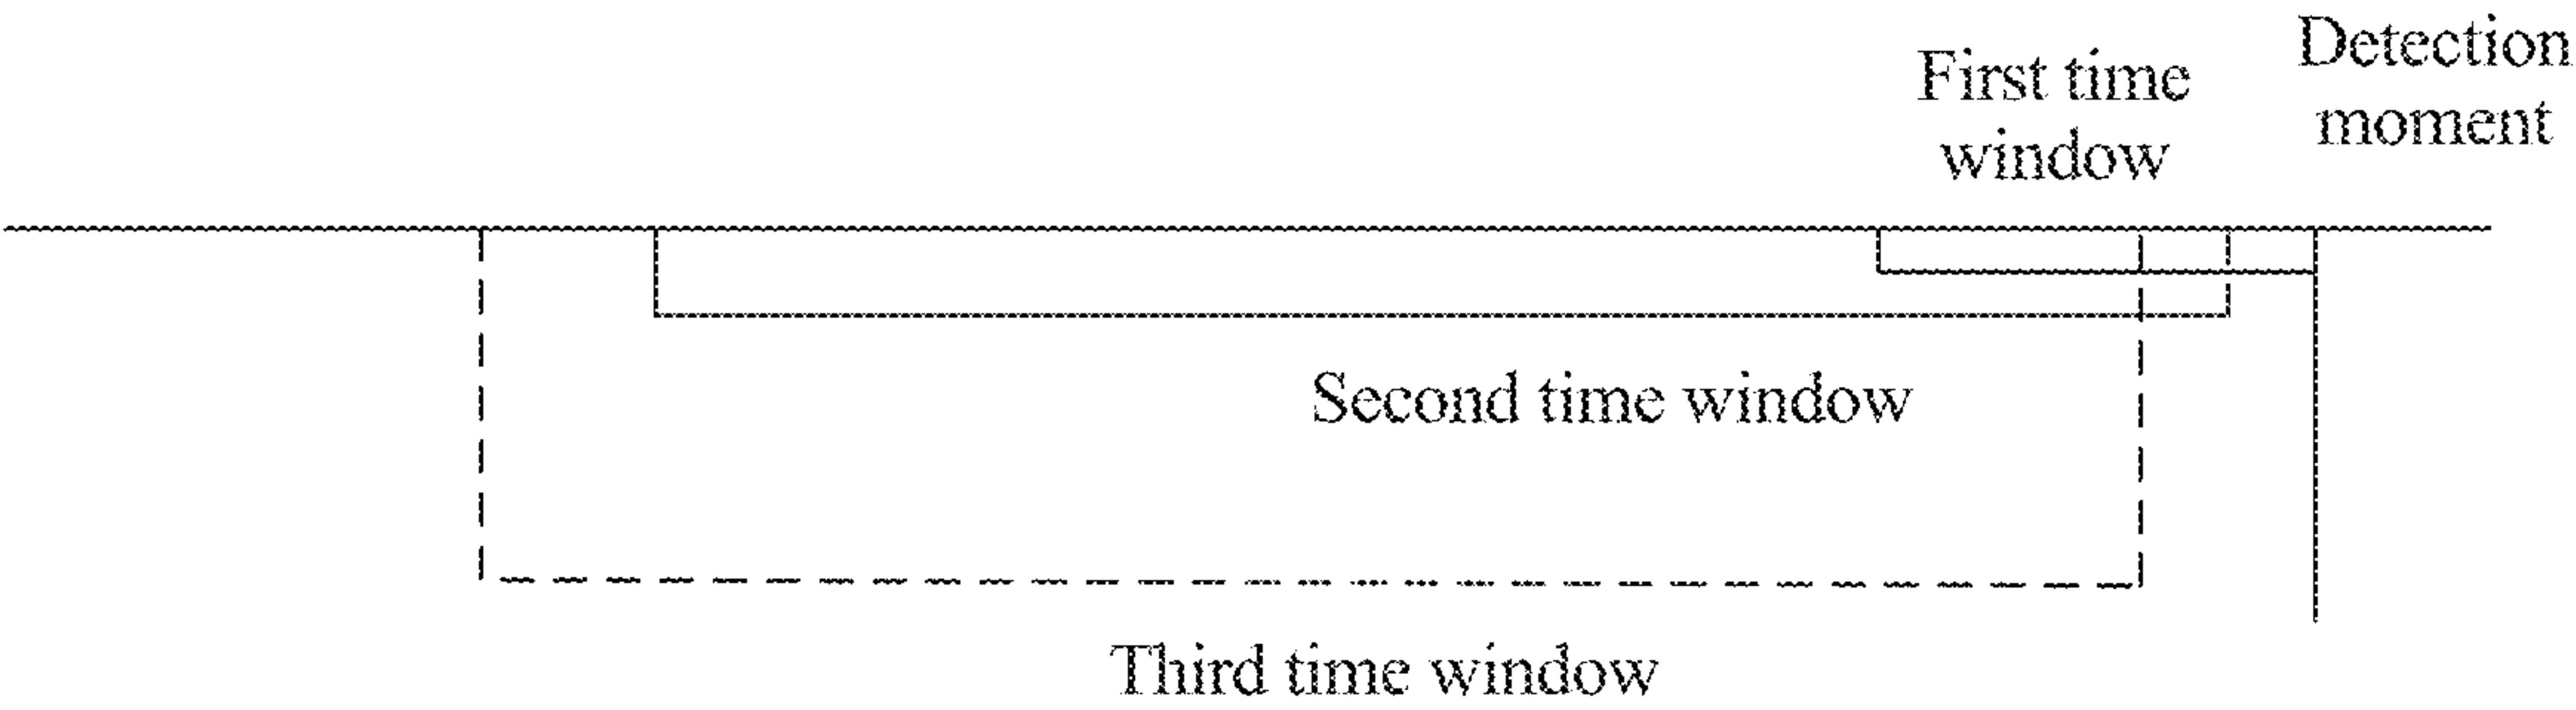 First time
window
Detection
moment
Second time window
Third time window